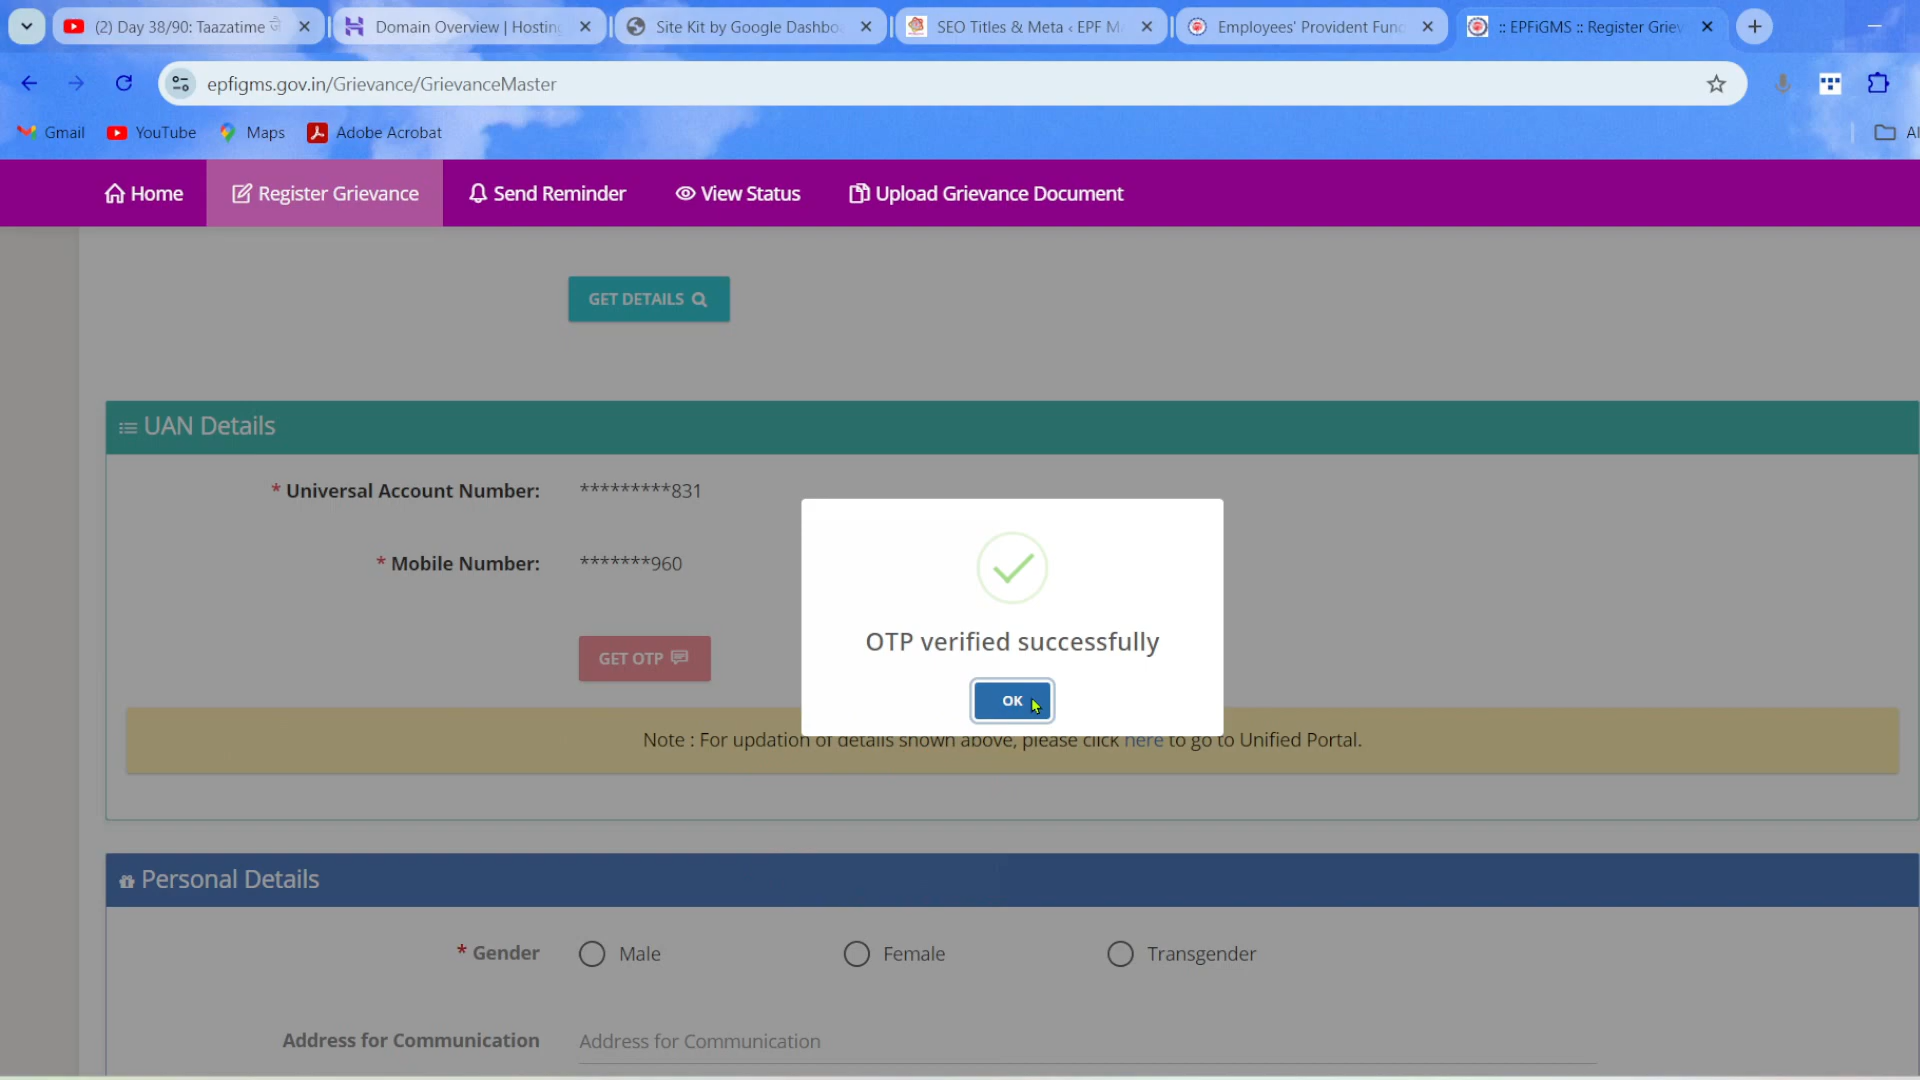 (2) Day 38/90: Taazatime
Domain Overview | Hosting
Site Kit by Google Dashbo
SEO Titles & Meta ‹ EPF M
Employees' Provident Fund
:: EPFiGMS :: Register Griev
epfigms.gov.in/Grievance/GrievanceMaster
Gmail
YouTube
Maps
Adobe Acrobat
Al
Home
Register Grievance
Send Reminder
View Status
Upload Grievance Document
GET DETAILS
UAN Details
* Universal Account Number: *********831
* Mobile Number: *******960
OTP verified successfully
GET OTP
OK
Note : For updation of details shown above, please click here to go to Unified Portal.
Personal Details
* Gender Male Female Transgender
Address for Communication Address for Communication